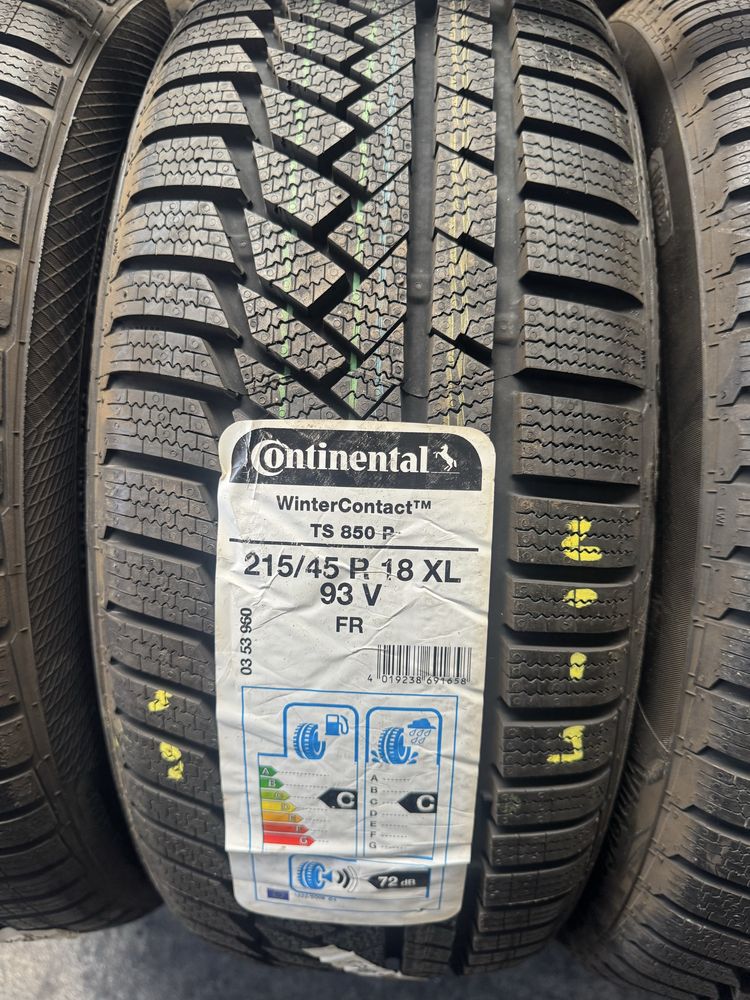 Continental
WinterContact™
TS 850 P
215/45 R 18 XL
93 V
FR
03 53 960
4 019238 691658
A
B
C
D
E
F
G
C
A
B
C
D
E
F
G
C
72 dB